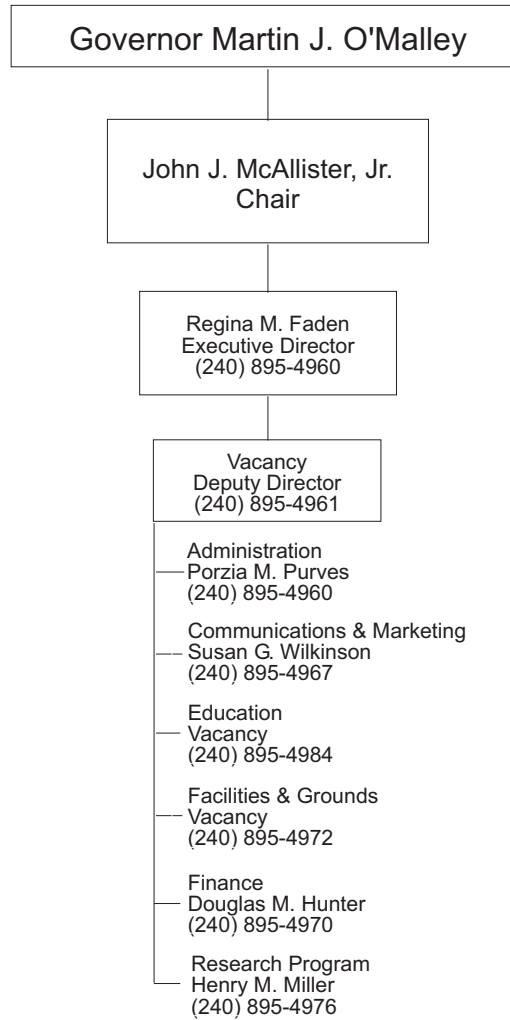 Governor Martin J. O'Malley
John J. McAllister, Jr.
Chair
Regina M. Faden
Executive Director
(240) 895-4960
Vacancy
Deputy Director
(240) 895-4961
Administration
Porzia M. Purves
(240) 895-4960
Communications & Marketing
Susan G. Wilkinson
(240) 895-4967
Education
Vacancy
(240) 895-4984
Facilities & Grounds
Vacancy
(240) 895-4972
Finance
Douglas M. Hunter
(240) 895-4970
Research Program
Henry M. Miller
(240) 895-4976